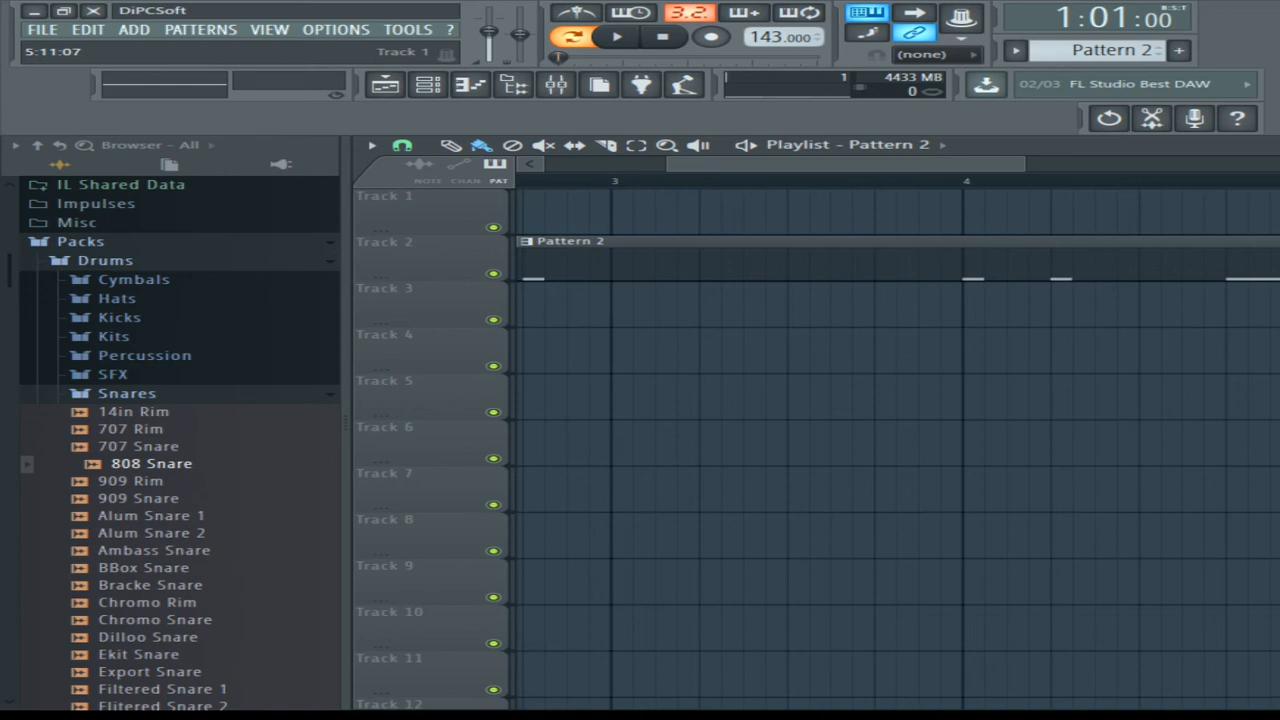 DiPCSoft
FILE EDIT ADD PATTERNS VIEW OPTIONS TOOLS ?
5:11:07 Track 1
3.2.
143.000
1:01:00
B:S:T
(none)
Pattern 2
1 4433 MB
0
02/03 FL Studio Best DAW
Browser - All
Playlist - Pattern 2
NOTE CHAN PAT
3 4
IL Shared Data
Impulses
Misc
Packs
Drums
Cymbals
Hats
Kicks
Kits
Percussion
SFX
Snares
14in Rim
707 Rim
707 Snare
808 Snare
909 Rim
909 Snare
Alum Snare 1
Alum Snare 2
Ambass Snare
BBox Snare
Bracke Snare
Chromo Rim
Chromo Snare
Dilloo Snare
Ekit Snare
Export Snare
Filtered Snare 1
Filtered Snare 2
Track 1
Track 2
Pattern 2
Track 3
Track 4
Track 5
Track 6
Track 7
Track 8
Track 9
Track 10
Track 11
Track 12